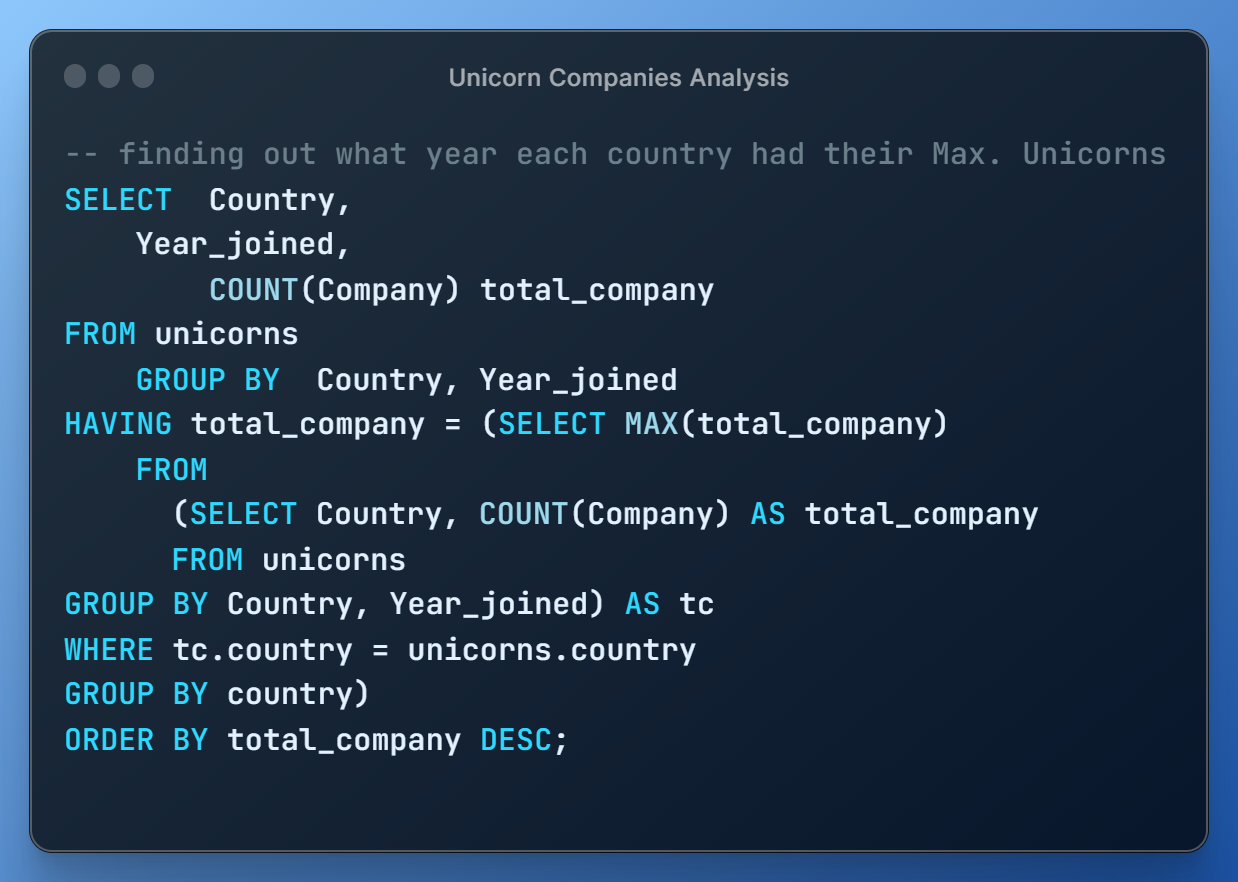 Unicorn Companies Analysis
-- finding out what year each country had their Max. Unicorns
SELECT  Country,
    Year_joined,
        COUNT(Company) total_company
FROM unicorns
    GROUP BY  Country, Year_joined
HAVING total_company = (SELECT MAX(total_company)
    FROM
      (SELECT Country, COUNT(Company) AS total_company
      FROM unicorns
GROUP BY Country, Year_joined) AS tc
WHERE tc.country = unicorns.country
GROUP BY country)
ORDER BY total_company DESC;